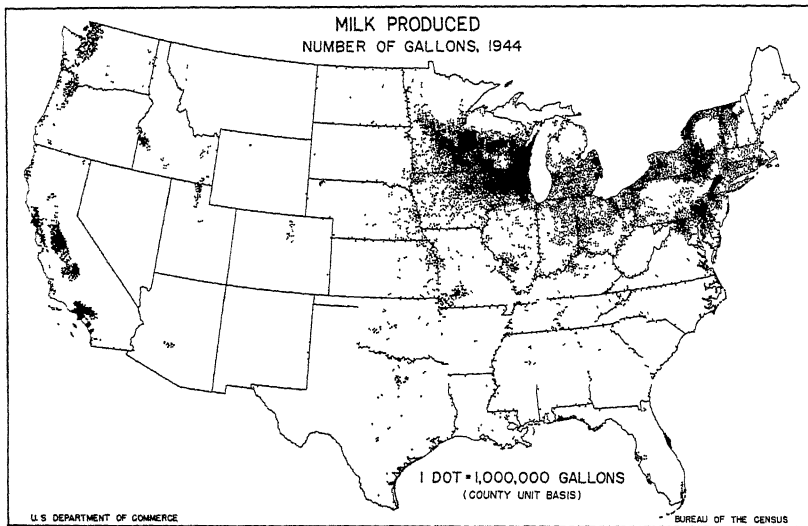 MILK PRODUCED
NUMBER OF GALLONS, 1944
1 DOT = 1,000,000 GALLONS
(COUNTY UNIT BASIS)
U.S DEPARTMENT OF COMMERCE
BUREAU OF THE CENSUS